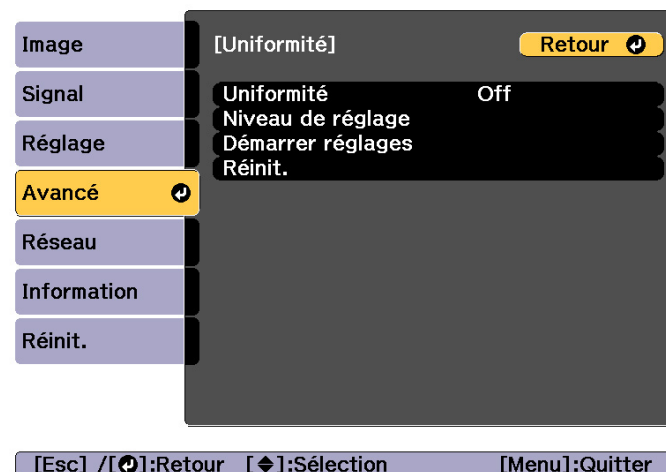 Image
Signal
Réglage
Avancé
Réseau
Information
Réinit.
[Uniformité] Retour
Uniformité Off
Niveau de réglage
Démarrer réglages
Réinit.
[Esc] /[⏎]:Retour [◆]:Sélection [Menu]:Quitter